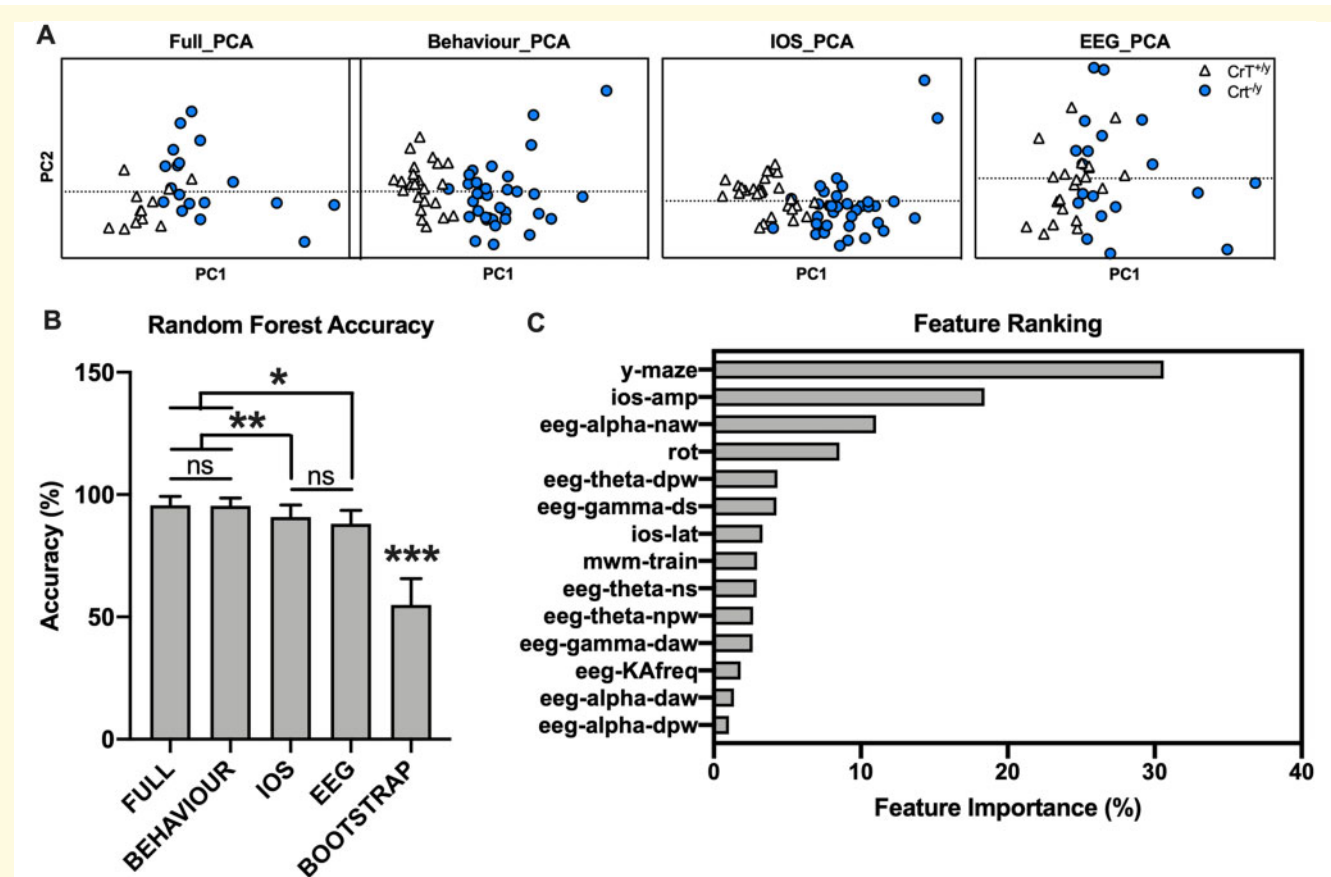 A
Full_PCA
Behaviour_PCA
IOS_PCA
EEG_PCA
CrT+/y
Crt-/y
PC2
PC1
PC1
PC1
PC1
B
Random Forest Accuracy
150
100
50
0
Accuracy (%)
*
**
ns
ns
***
FULL
BEHAVIOUR
IOS
EEG
BOOTSTRAP
C
Feature Ranking
y-maze
ios-amp
eeg-alpha-naw
rot
eeg-theta-dpw
eeg-gamma-ds
ios-lat
mwm-train
eeg-theta-ns
eeg-theta-npw
eeg-gamma-daw
eeg-KAfreq
eeg-alpha-daw
eeg-alpha-dpw
0 10 20 30 40
Feature Importance (%)